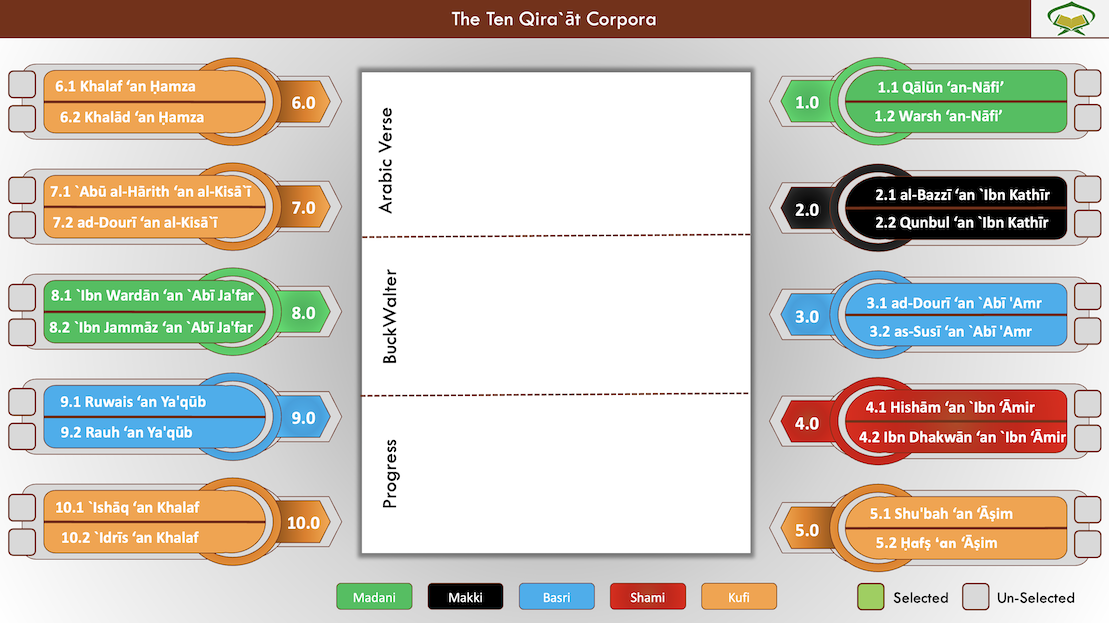 The Ten Qira`āt Corpora
6.1 Khalaf ‘an Ḥamza
6.2 Khalād ‘an Ḥamza
6.0
7.1 `Abū al-Hārith ‘an al-Kisā`ī
7.2 ad-Dourī ‘an al-Kisā`ī
7.0
8.1 `Ibn Wardān ‘an `Abī Ja'far
8.2 `Ibn Jammāz ‘an `Abī Ja'far
8.0
9.1 Ruwais ‘an Ya'qūb
9.2 Rauh ‘an Ya'qūb
9.0
10.1 `Ishāq ‘an Khalaf
10.2 `Idrīs ‘an Khalaf
10.0
Arabic Verse
BuckWalter
Progress
1.0
1.1 Qālūn ‘an-Nāfi’
1.2 Warsh ‘an-Nāfi’
2.0
2.1 al-Bazzī ‘an `Ibn Kathīr
2.2 Qunbul ‘an `Ibn Kathīr
3.0
3.1 ad-Dourī ‘an `Abī 'Amr
3.2 as-Susī ‘an `Abī 'Amr
4.0
4.1 Hishām ‘an `Ibn ‘Āmir
4.2 Ibn Dhakwān ‘an `Ibn ‘Āmir
5.0
5.1 Shu'bah ‘an ‘Āṣim
5.2 Ḥafṣ ‘an ‘Āṣim
Madani
Makki
Basri
Shami
Kufi
Selected
Un-Selected